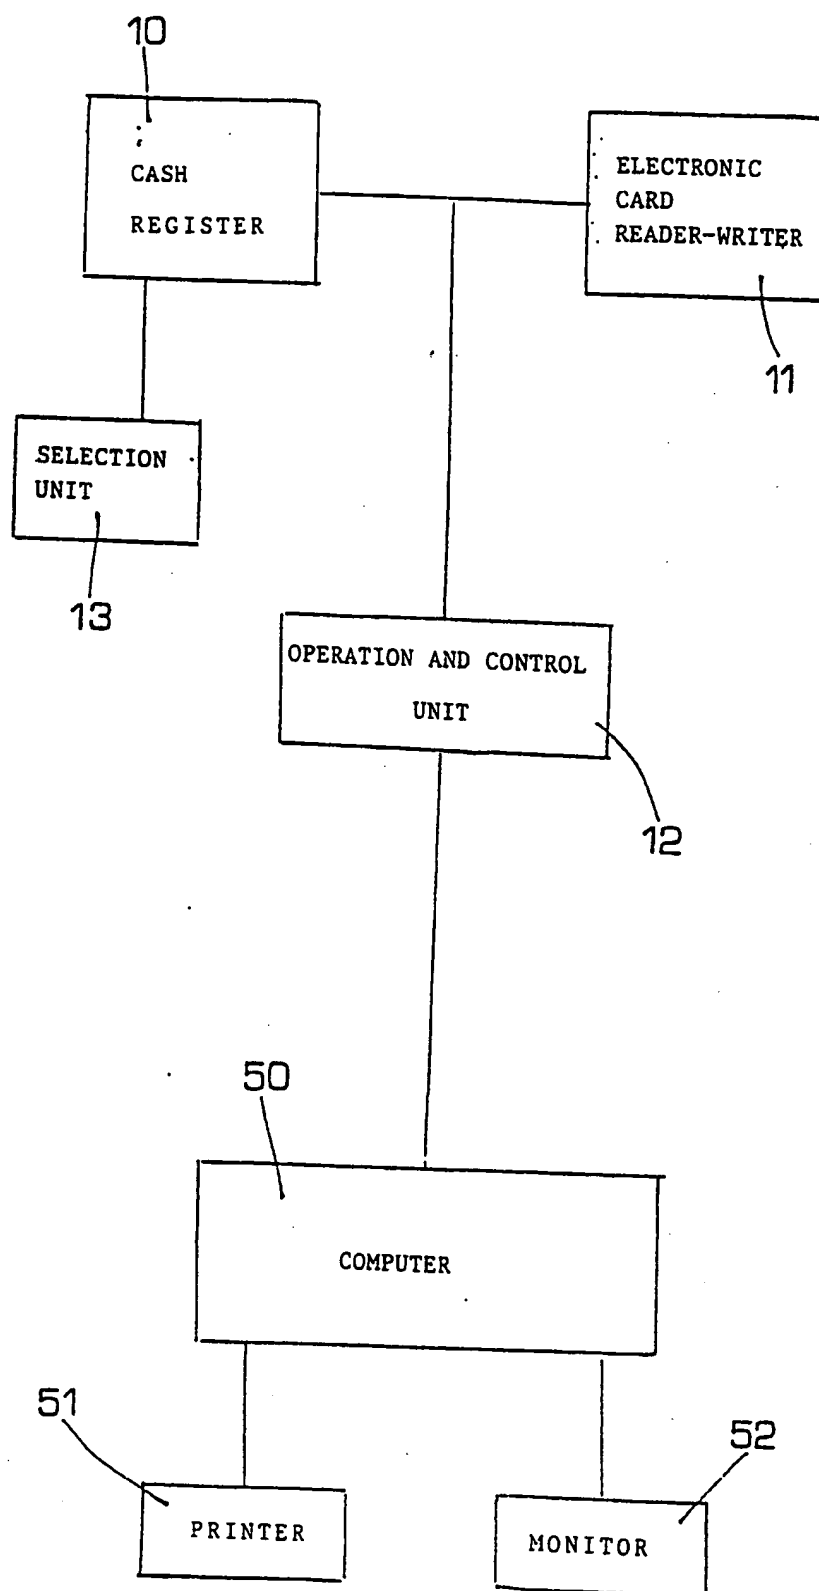 10
CASH
REGISTER
ELECTRONIC
CARD
READER-WRITER
11
SELECTION
UNIT
13
OPERATION AND CONTROL
UNIT
12
50
COMPUTER
51
52
PRINTER
MONITOR